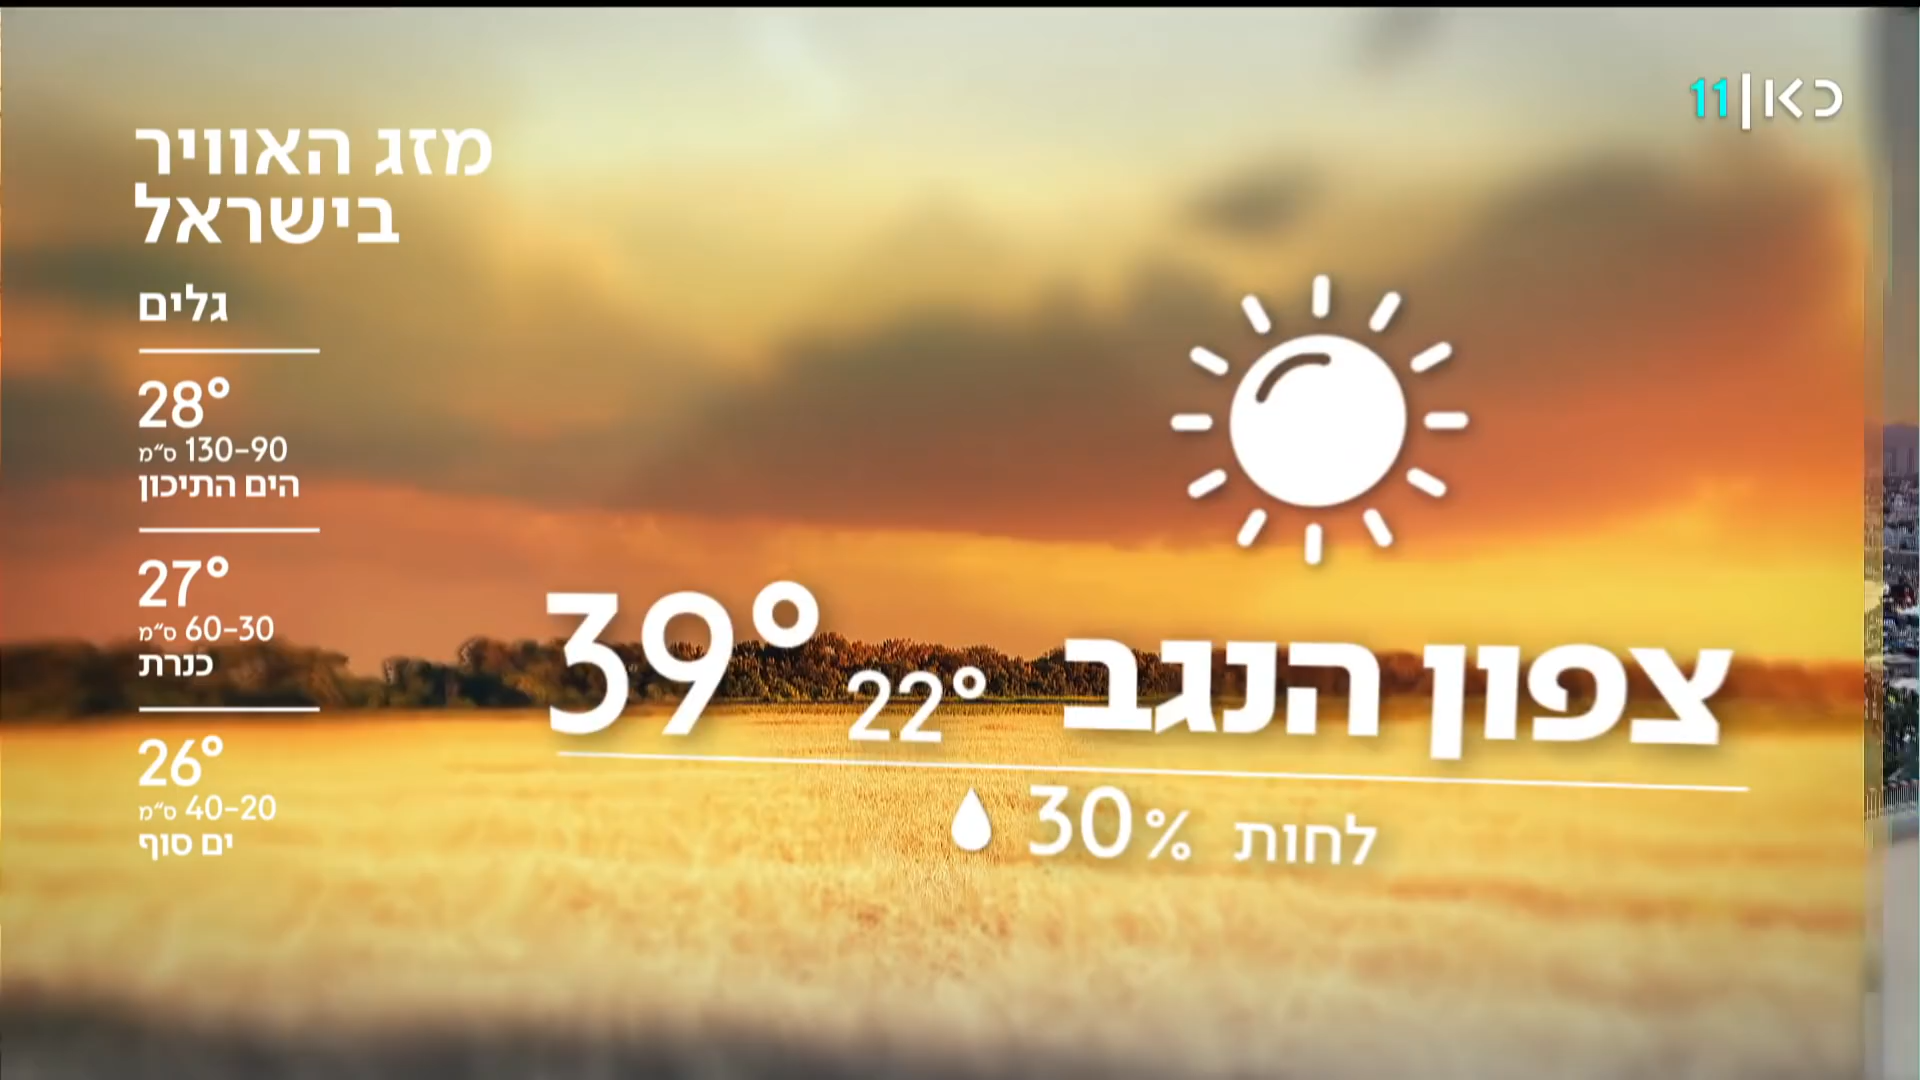 כאן|11
מזג האוויר
בישראל
גלים
28°
90-130 ס״מ
הים התיכון
27°
30-60 ס״מ
כנרת
26°
20-40 ס״מ
ים סוף
צפון הנגב 22° 39°
לחות 30%